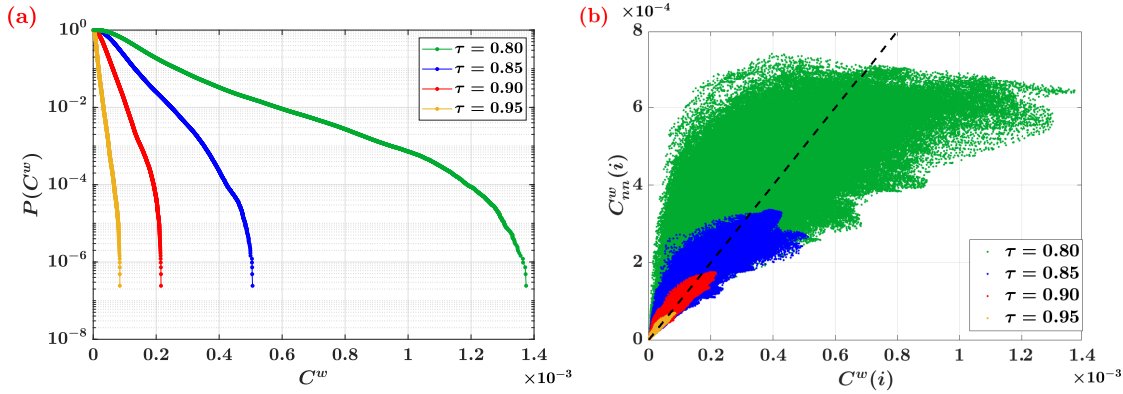 (a)
10^0
10^-2
10^-4
10^-6
10^-8
P(C^w)
0 0.2 0.4 0.6 0.8 1 1.2 1.4
C^w
×10^-3
τ = 0.80
τ = 0.85
τ = 0.90
τ = 0.95
(b)
×10^-4
8
6
4
2
0
C^w_nn(i)
0 0.2 0.4 0.6 0.8 1 1.2 1.4
C^w(i)
×10^-3
τ = 0.80
τ = 0.85
τ = 0.90
τ = 0.95